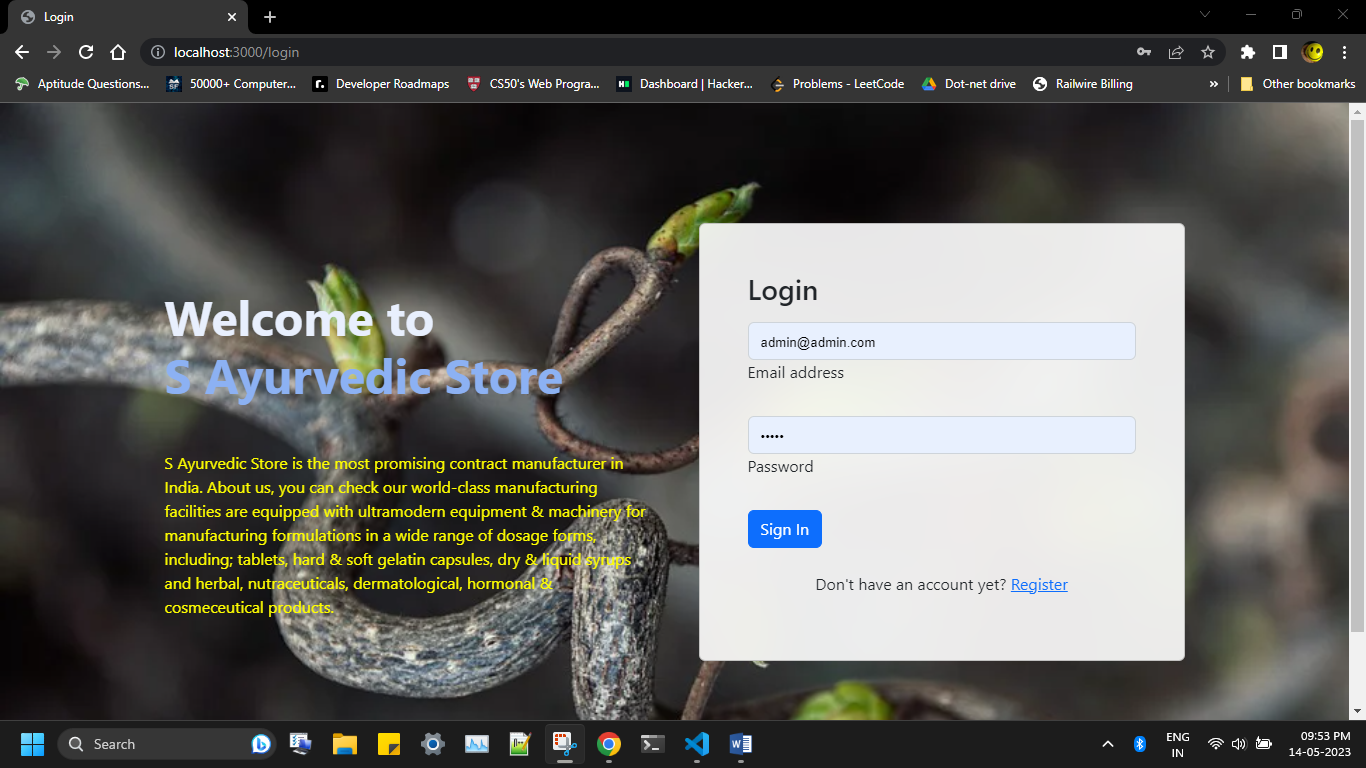 Login
localhost:3000/login
Aptitude Questions...
50000+ Computer...
Developer Roadmaps
CS50's Web Progra...
Dashboard | Hacker...
Problems - LeetCode
Dot-net drive
Railwire Billing
»
Other bookmarks
Welcome to
S Ayurvedic Store
S Ayurvedic Store is the most promising contract manufacturer in
India. About us, you can check our world-class manufacturing
facilities are equipped with ultramodern equipment & machinery for
manufacturing formulations in a wide range of dosage forms,
including; tablets, hard & soft gelatin capsules, dry & liquid syrups
and herbal, nutraceuticals, dermatological, hormonal &
cosmeceutical products.
Login
admin@admin.com
Email address
•••••
Password
Sign In
Don't have an account yet? Register
Search
ENG
IN
09:53 PM
14-05-2023